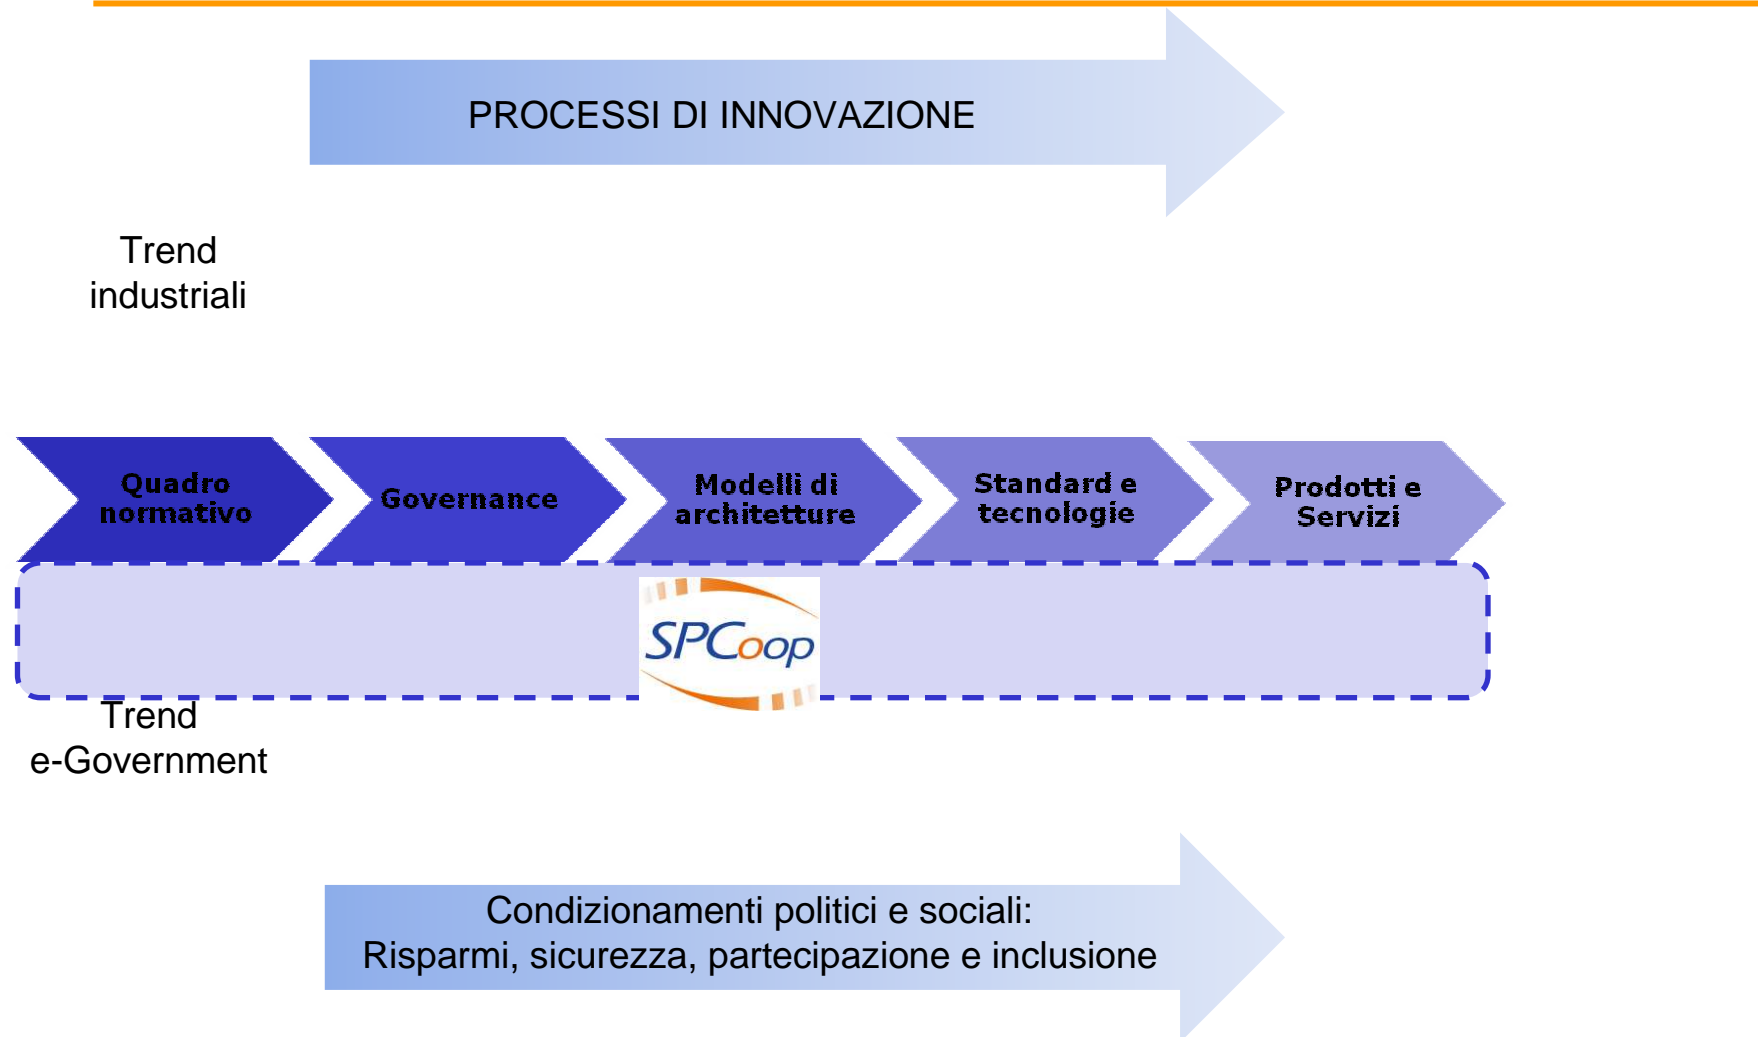 PROCESSI DI INNOVAZIONE
Trend
industriali
Quadro
normativo
Governance
Modelli di
architetture
Standard e
tecnologie
Prodotti e
Servizi
SPCoop
Trend
e-Government
Condizionamenti politici e sociali:
Risparmi, sicurezza, partecipazione e inclusione